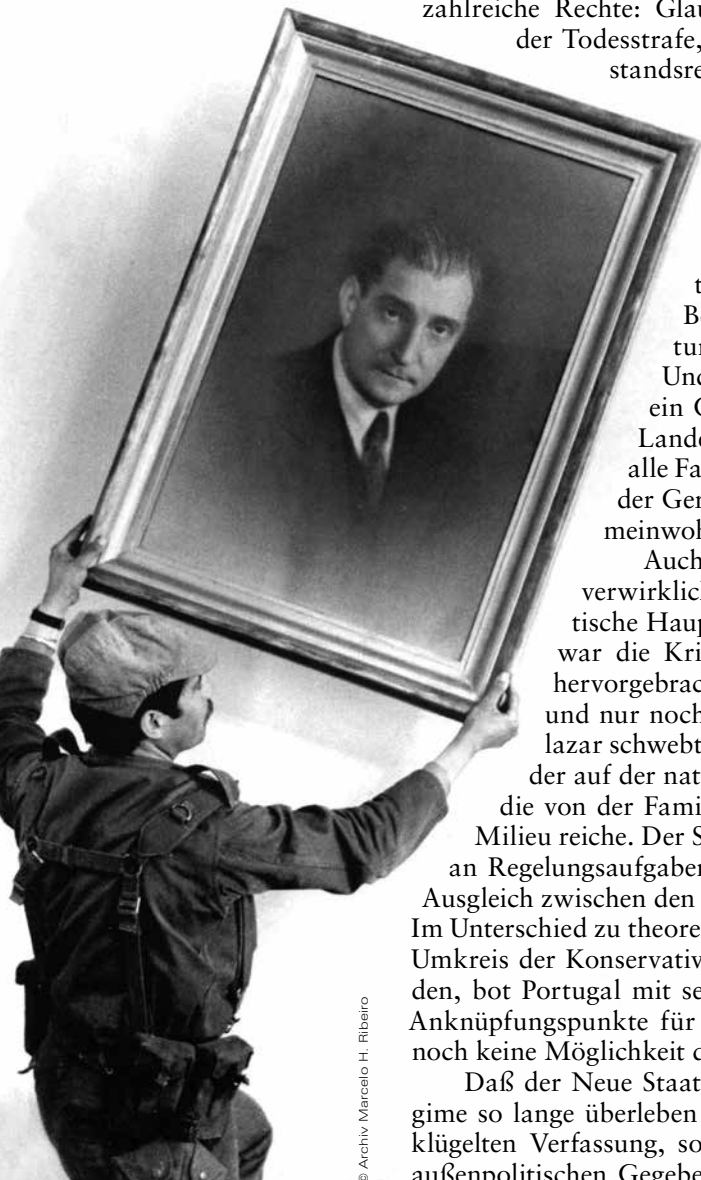 zahlreiche Rechte: Glau
der Todesstrafe,
standsre
t
Be
tur
Und
ein G
Lande
alle Fa
der Ger
meinwoh
Auch
verwirklich
tische Haup
war die Kri
hervorgebrac
und nur noch
lazar schwebt
der auf der nat
die von der Fami
Milieu reiche. Der S
an Regelungsaufgaben
Ausgleich zwischen den
Im Unterschied zu theore
Umkreis der Konservativ
den, bot Portugal mit se
Anknüpfungspunkte für
noch keine Möglichkeit d
Daß der Neue Staat
gime so lange überleben
klügelten Verfassung, so
außenpolitischen Gegebe
© Archiv Marcelo H. Ribeiro